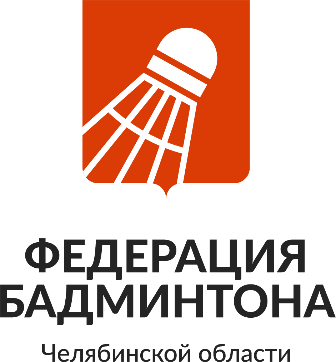 ФЕДЕРАЦИЯ
БАДМИНТОНА
Челябинской области